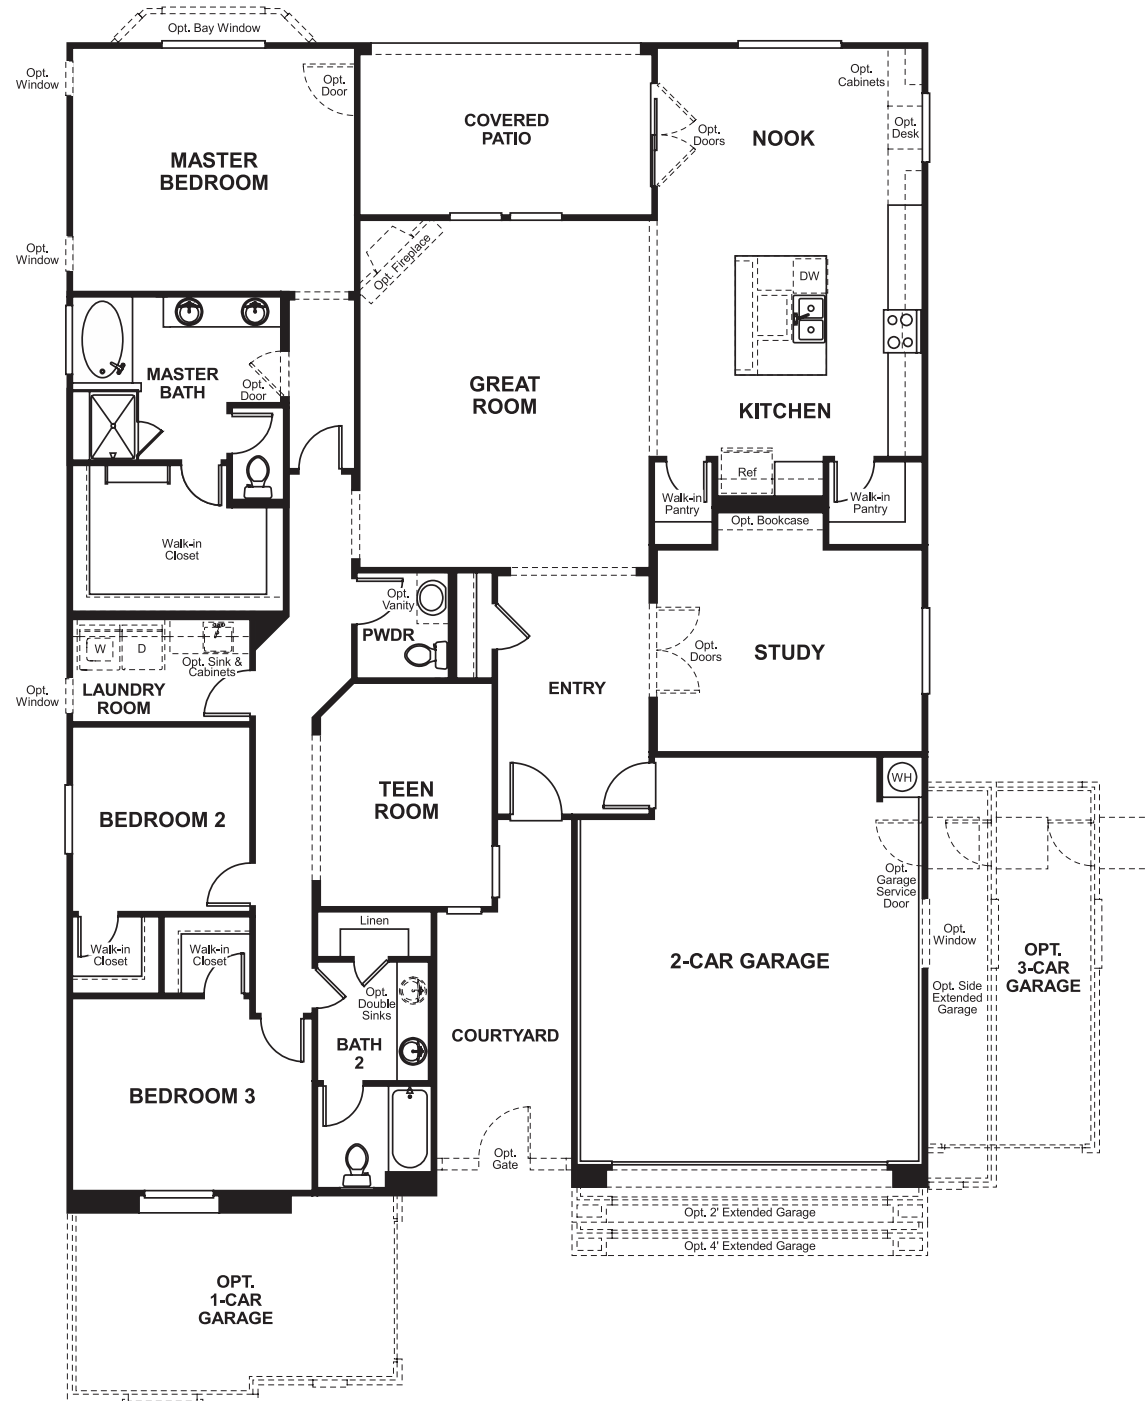 Opt. Bay Window
Opt.
Window
Opt.
Door
COVERED
PATIO
Opt.
Doors
NOOK
Opt.
Cabinets
Opt.
Desk
MASTER
BEDROOM
Opt.
Window
Opt. Fireplace
DW
MASTER
BATH
Opt.
Door
GREAT
ROOM
KITCHEN
Ref
Walk-in
Pantry
Walk-in
Pantry
Opt. Bookcase
Walk-in
Closet
Opt.
Vanity
PWDR
W
D
Opt. Sink &
Cabinets
Opt.
Window
LAUNDRY
ROOM
ENTRY
Opt.
Doors
STUDY
TEEN
ROOM
BEDROOM 2
WH
Opt.
Garage
Service
Door
Linen
Walk-in
Closet
Walk-in
Closet
2-CAR GARAGE
Opt.
Window
OPT.
3-CAR
GARAGE
Opt. Side
Extended
Garage
Opt.
Double
Sinks
BATH
2
COURTYARD
BEDROOM 3
Opt.
Gate
Opt. 2' Extended Garage
Opt. 4' Extended Garage
OPT.
1-CAR
GARAGE